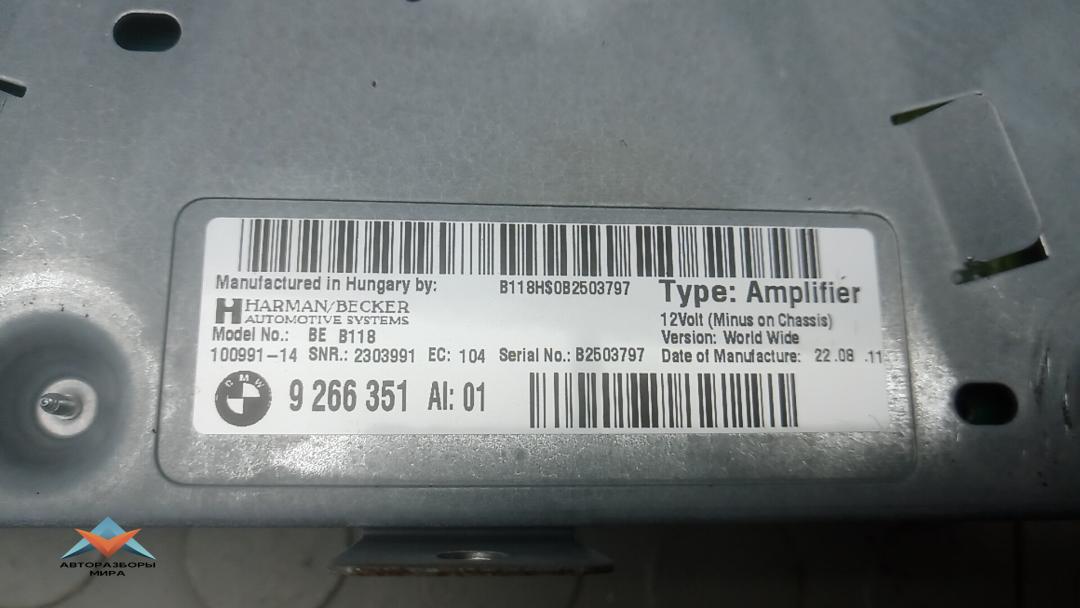 Manufactured in Hungary by:
B118HS0B2503797
Type: Amplifier
HARMAN/BECKER
AUTOMOTIVE SYSTEMS
12Volt (Minus on Chassis)
Model No.: BE B118
Version: World Wide
100991-14 SNR.: 2303991 EC: 104 Serial No.: B2503797 Date of Manufacture: 22.08 .11
BMW
9 266 351 AI: 01
АВТОРАЗБОРЫ
МИРА